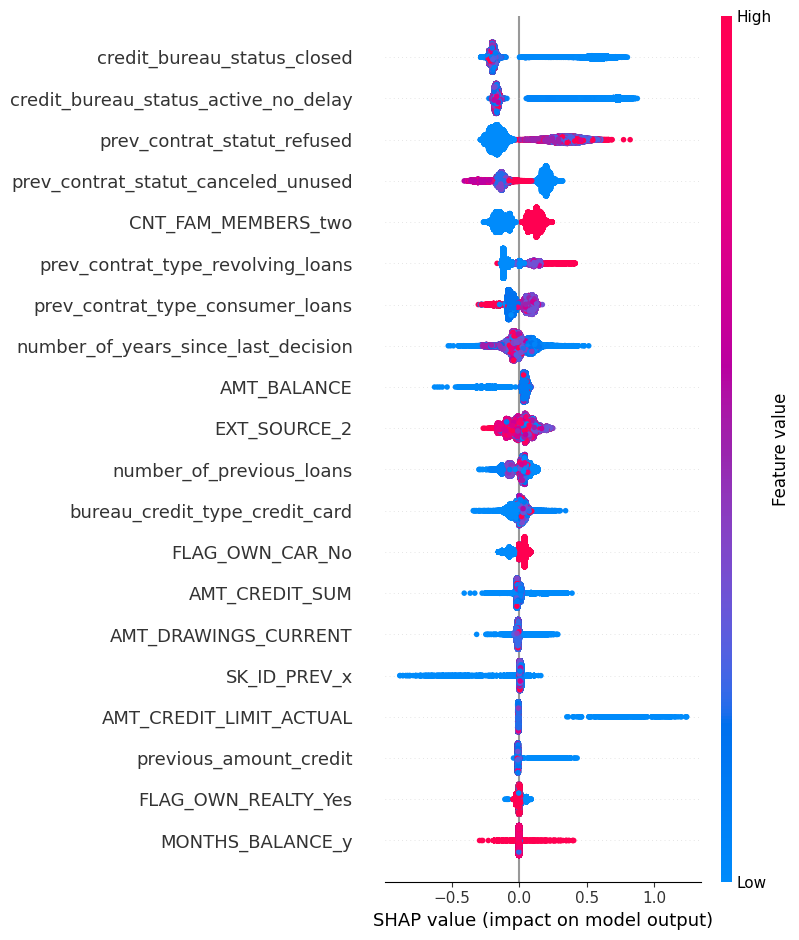 High
credit_bureau_status_closed
credit_bureau_status_active_no_delay
prev_contrat_statut_refused
prev_contrat_statut_canceled_unused
CNT_FAM_MEMBERS_two
prev_contrat_type_revolving_loans
prev_contrat_type_consumer_loans
number_of_years_since_last_decision
AMT_BALANCE
EXT_SOURCE_2
number_of_previous_loans
bureau_credit_type_credit_card
FLAG_OWN_CAR_No
AMT_CREDIT_SUM
AMT_DRAWINGS_CURRENT
SK_ID_PREV_x
AMT_CREDIT_LIMIT_ACTUAL
previous_amount_credit
FLAG_OWN_REALTY_Yes
MONTHS_BALANCE_y
Feature value
Low
−0.5 0.0 0.5 1.0
SHAP value (impact on model output)